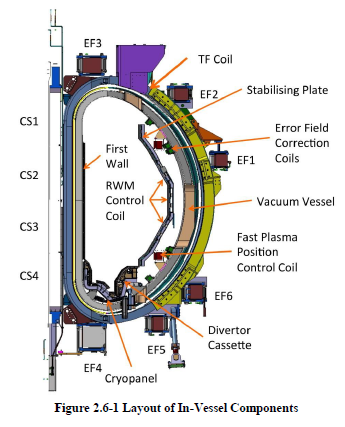 EF3
TF Coil
EF2
Stabilising Plate
CS1
Error Field
Correction
Coils
First
Wall
EF1
CS2
RWM
Control
Coil
Vacuum Vessel
CS3
Fast Plasma
Position
Control Coil
CS4
EF6
Divertor
Cassette
EF5
EF4
Cryopanel
Figure 2.6-1 Layout of In-Vessel Components